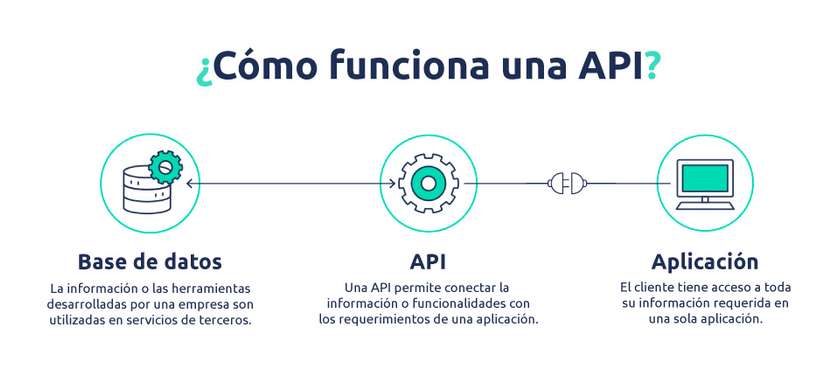 ¿Cómo funciona una API?
Base de datos
La información o las herramientas
desarrolladas por una empresa son
utilizadas en servicios de terceros.
API
Una API permite conectar la
información o funcionalidades con
los requerimientos de una aplicación.
Aplicación
El cliente tiene acceso a toda
su información requerida en
una sola aplicación.